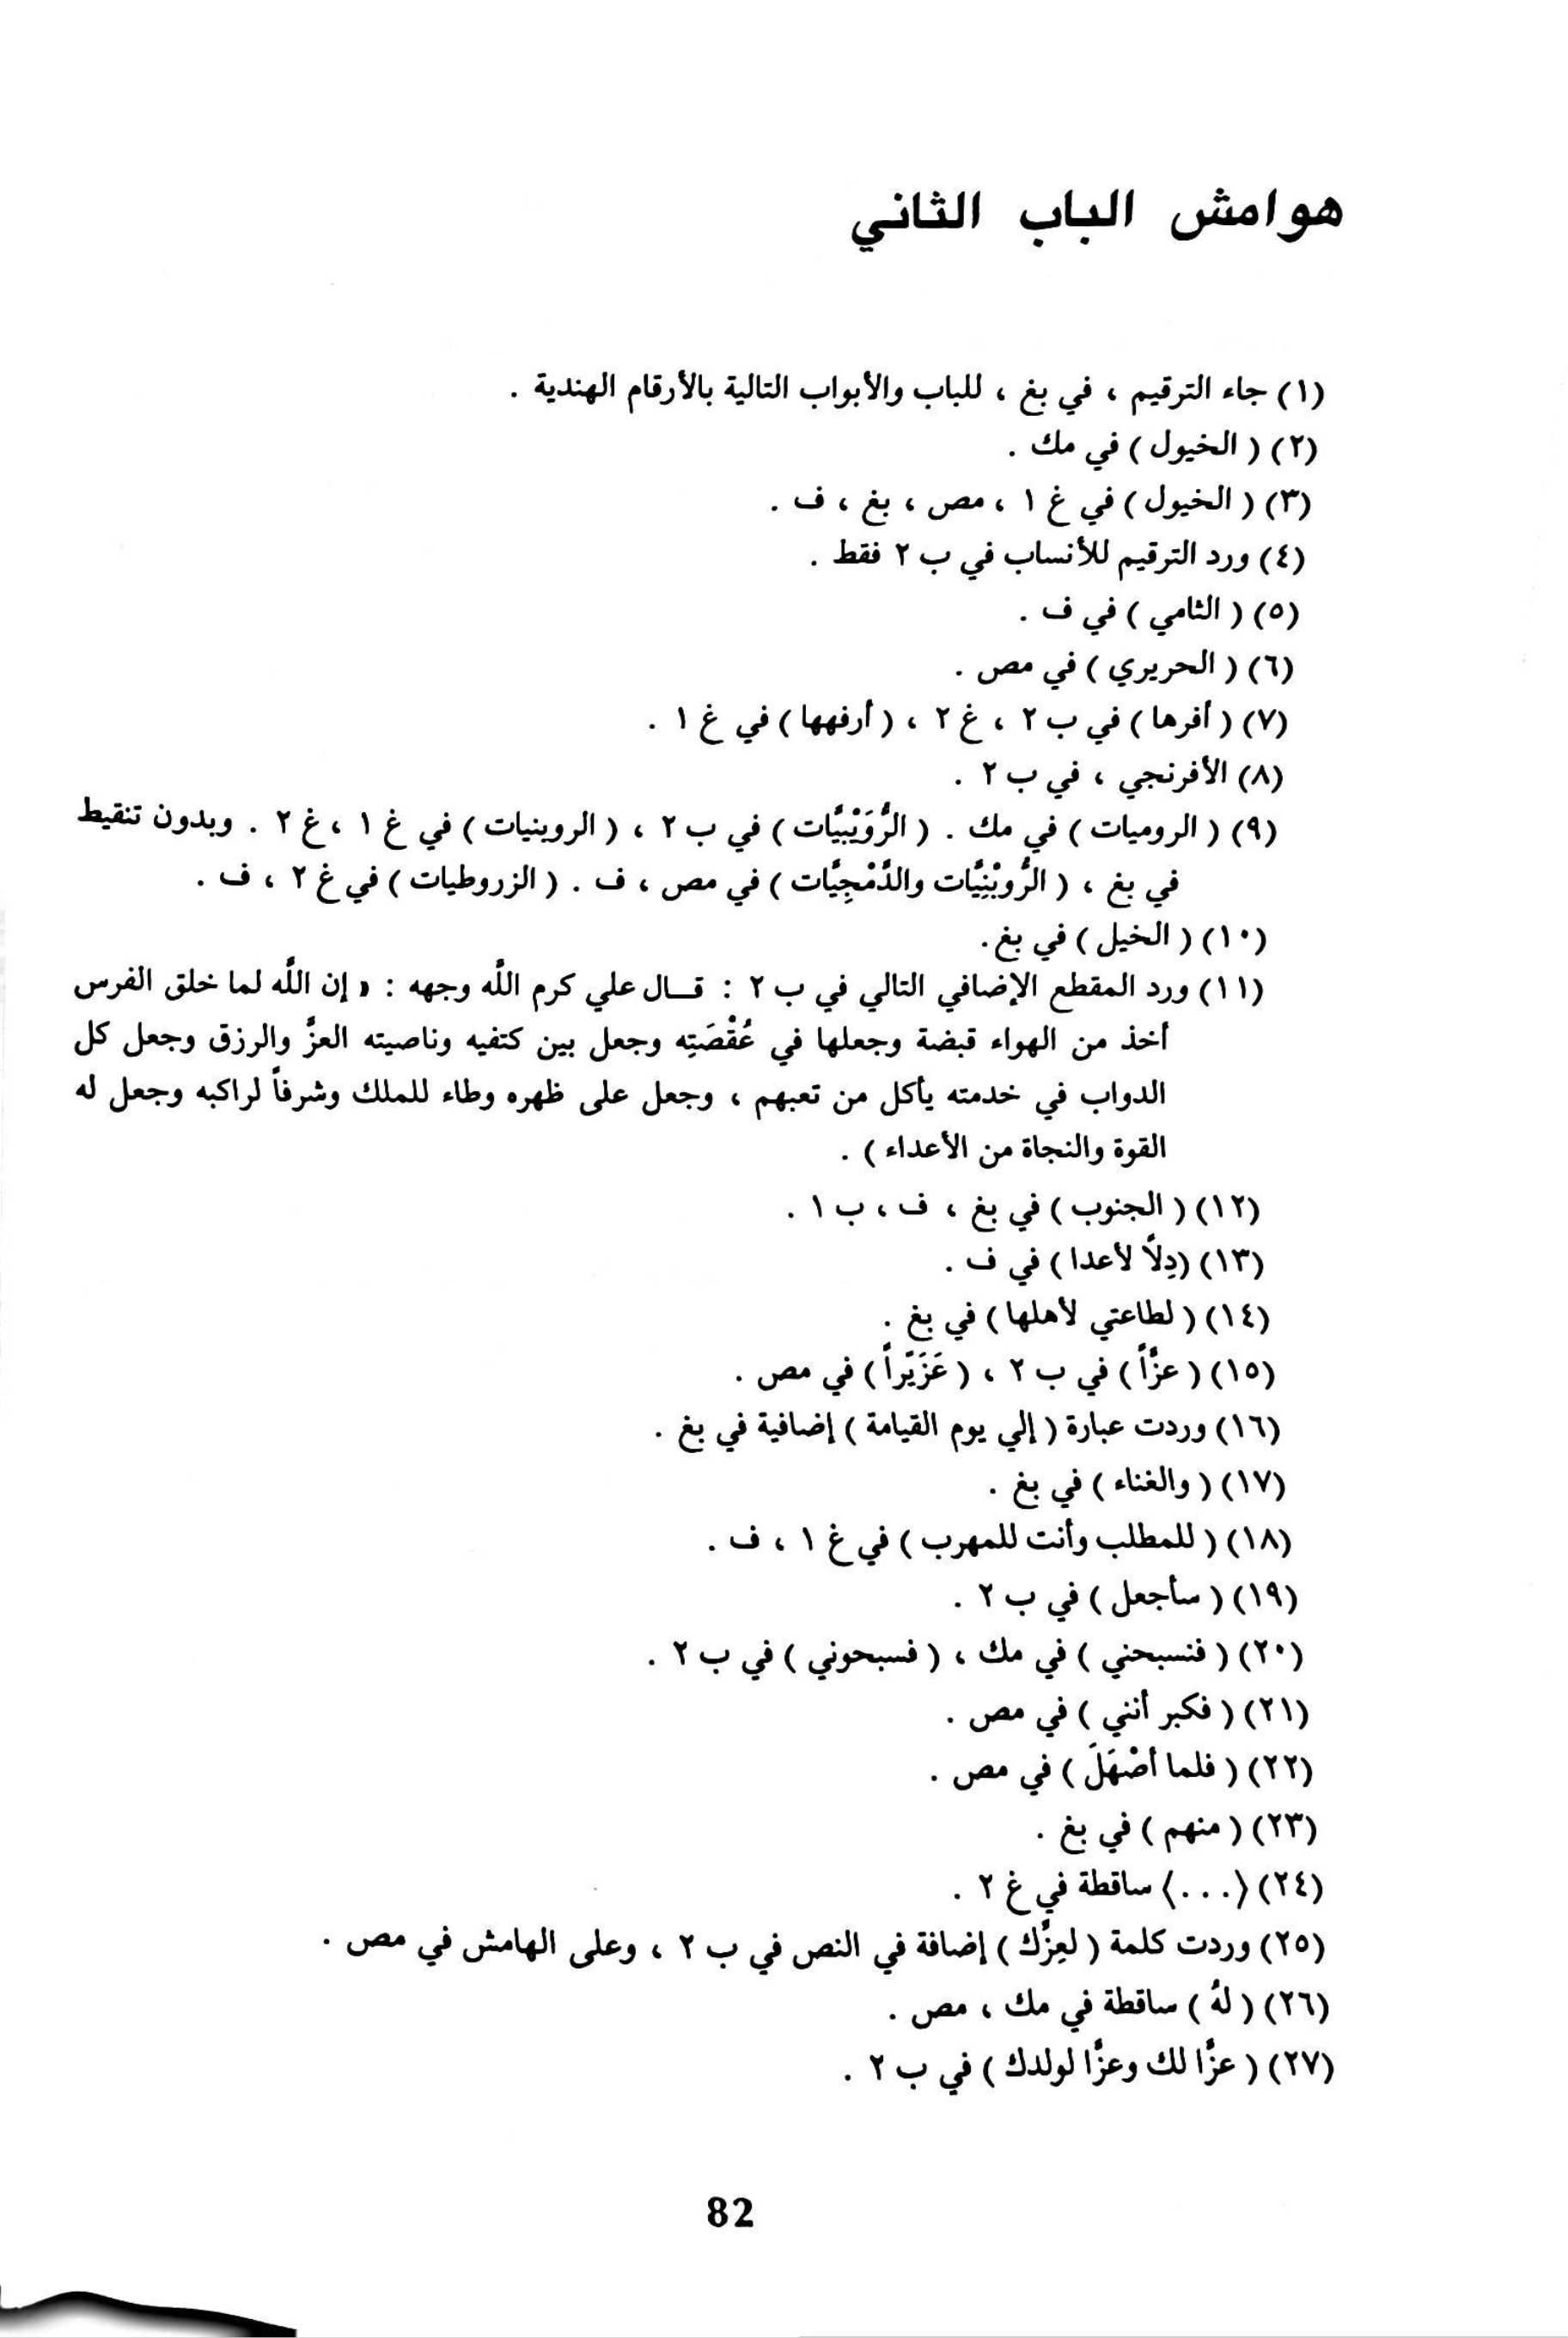 هوامش الباب الثاني
(١) جاء الترقيم ، في بغ ، للباب والأبواب التالية بالأرقام الهندية .
(٢) ( الخيول ) في مك .
(٣) ( الخيول ) في غ ١ ، مص ، بغ ، ف .
(٤) ورد الترقيم للأنساب في ب ٢ فقط .
(٥) ( الثامي ) في ف .
(٦) ( الحريري ) في مص .
(٧) ( أفرها ) في ب ٢ ، غ ٢ ، ( أرفهها ) في غ ١ .
(٨) الأفرنجي ، في ب ٢ .
(٩) ( الروميات ) في مك . ( الرُّوَيْبيَّات ) في ب ٢ ، ( الروينيات ) في غ ١ ، غ ٢ . وبدون تنقيط
في بغ ، ( الرُّوبْنِيَّات والدَّمْجِيَّات ) في مص ، ف . ( الزروطيات ) في غ ٢ ، ف .
(١٠) ( الخيل ) في بغ.
(١١) ورد المقطع الإضافي التالي في ب ٢ : قـال علي كرم اللّه وجهه : « إن اللّه لما خلق الفرس
أخذ من الهواء قبضة وجعلها في عُقْصَتِه وجعل بين كتفيه وناصيته العزَّ والرزق وجعل كل
الدواب في خدمته يأكل من تعبهم ، وجعل على ظهره وطاء للملك وشرفاً لراكبه وجعل له
القوة والنجاة من الأعداء ) .
(١٢) ( الجنوب ) في بغ ، ف ، ب ١ .
(١٣) (دِلاًّ لأعدا ) في ف .
(١٤) ( لطاعتي لأهلها ) في بغ .
(١٥) ( عزَّاً ) في ب ٢ ، ( عَزَيَراً ) في مص .
(١٦) وردت عبارة ( إلي يوم القيامة ) إضافية في بغ .
(١٧) ( والغناء ) في بغ .
(١٨) ( للمطلب وأنت للمهرب ) في غ ١ ، ف .
(١٩) ( سأجعل ) في ب ٢ .
(٢٠) ( فنسبحني ) في مك ، ( فسبحوني ) في ب ٢ .
(٢١) ( فكبر أنني ) في مص .
(٢٢) ( فلما أصْهَلَ ) في مص .
(٢٣) ( منهم ) في بغ .
(٢٤) ⟨...⟩ ساقطة في غ ٢ .
(٢٥) وردت كلمة ( لعِزَّك ) إضافة في النص في ب ٢ ، وعلى الهامش في مص .
(٢٦) ( لهُ ) ساقطة في مك ، مص .
(٢٧) ( عزَّا لك وعزَّا لولدك ) في ب ٢ .
82